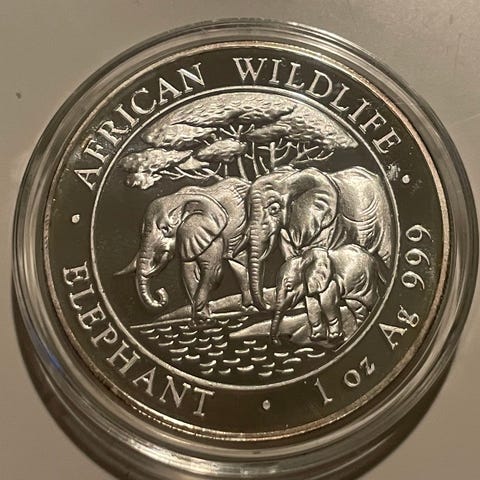 · AFRICAN WILDLIFE ·
ELEPHANT · 1 oz Ag 999